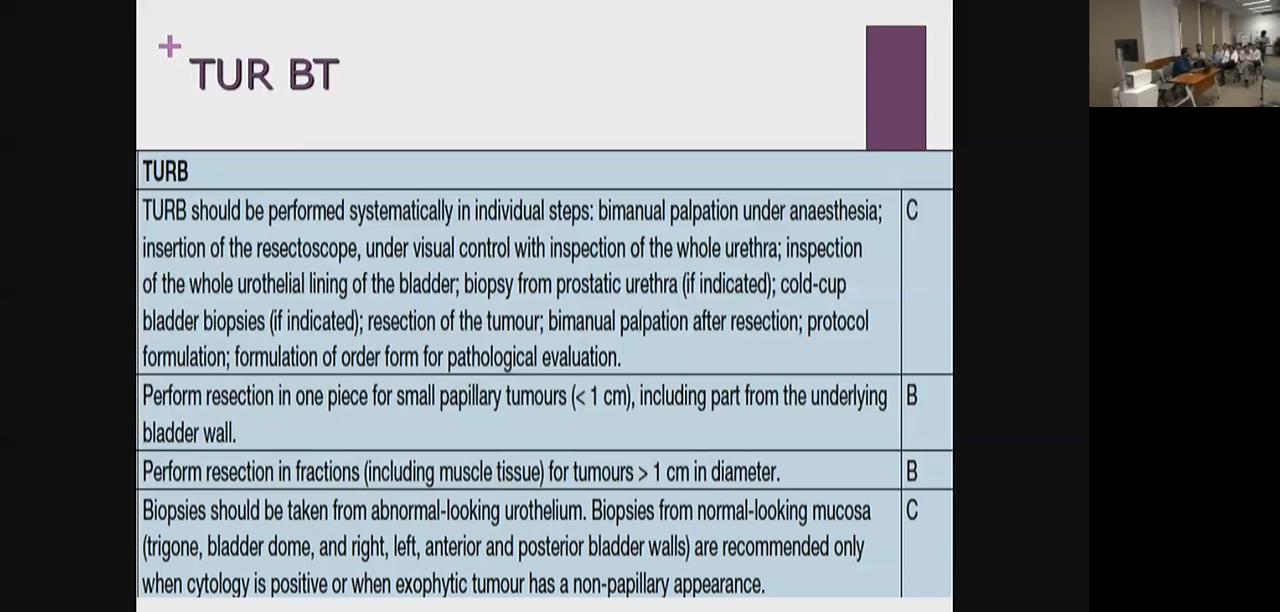 +
TUR BT
TURB
TURB should be performed systematically in individual steps: bimanual palpation under anaesthesia; C
insertion of the resectoscope, under visual control with inspection of the whole urethra; inspection
of the whole urothelial lining of the bladder; biopsy from prostatic urethra (if indicated); cold-cup
bladder biopsies (if indicated); resection of the tumour; bimanual palpation after resection; protocol
formulation; formulation of order form for pathological evaluation.
Perform resection in one piece for small papillary tumours (< 1 cm), including part from the underlying B
bladder wall.
Perform resection in fractions (including muscle tissue) for tumours > 1 cm in diameter. B
Biopsies should be taken from abnormal-looking urothelium. Biopsies from normal-looking mucosa C
(trigone, bladder dome, and right, left, anterior and posterior bladder walls) are recommended only
when cytology is positive or when exophytic tumour has a non-papillary appearance.